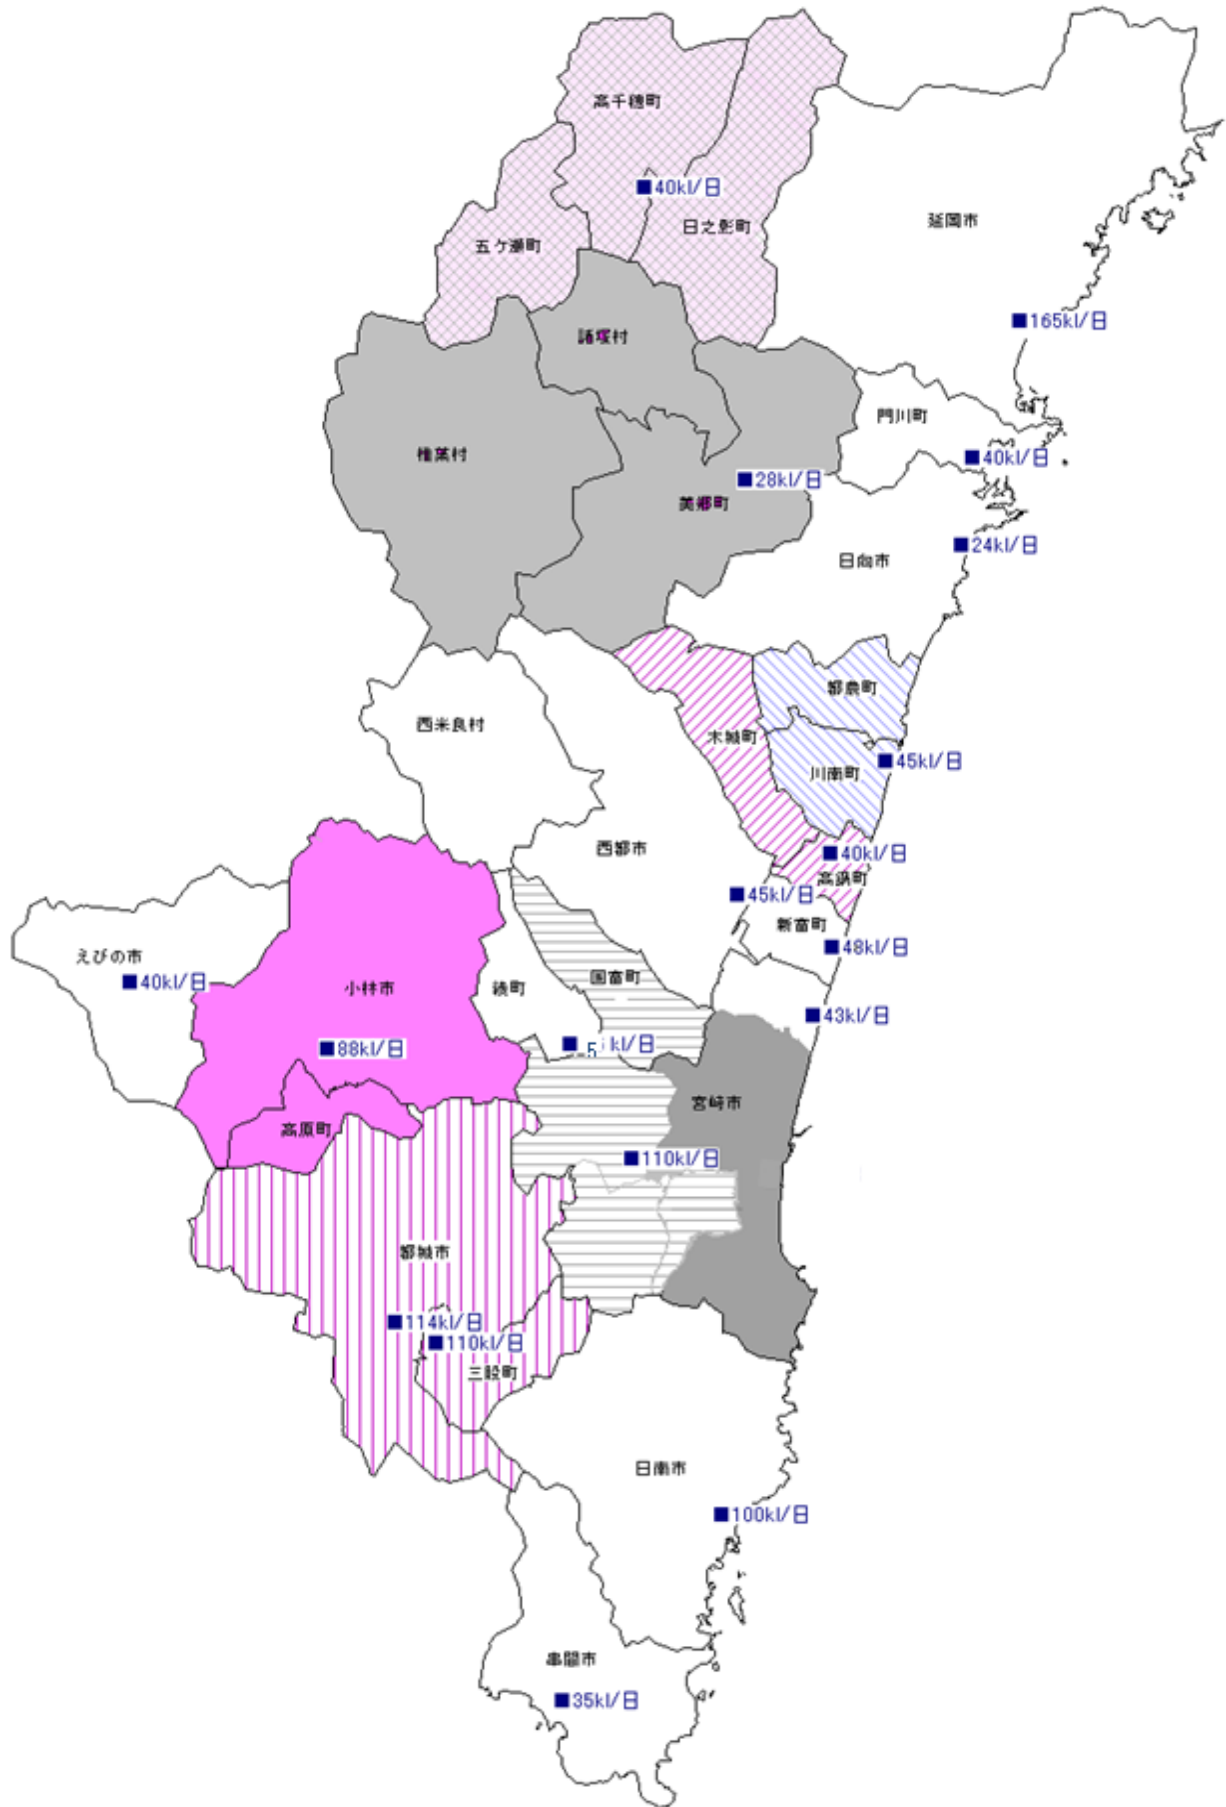 高千穂町
■40kl/日
日之影町
延岡市
五ケ瀬町
■165kl/日
諸塚村
門川町
椎葉村
■40kl/日
■28kl/日
美郷町
■24kl/日
日向市
都農町
西米良村
木城町
■45kl/日
川南町
西都市
■40kl/日
高鍋町
■45kl/日
新富町
■48kl/日
えびの市
■40kl/日
小林市
綾町
国富町
■43kl/日
■88kl/日
宮崎市
高原町
■110kl/日
都城市
■114kl/日
■110kl/日
三股町
日南市
■100kl/日
串間市
■35kl/日